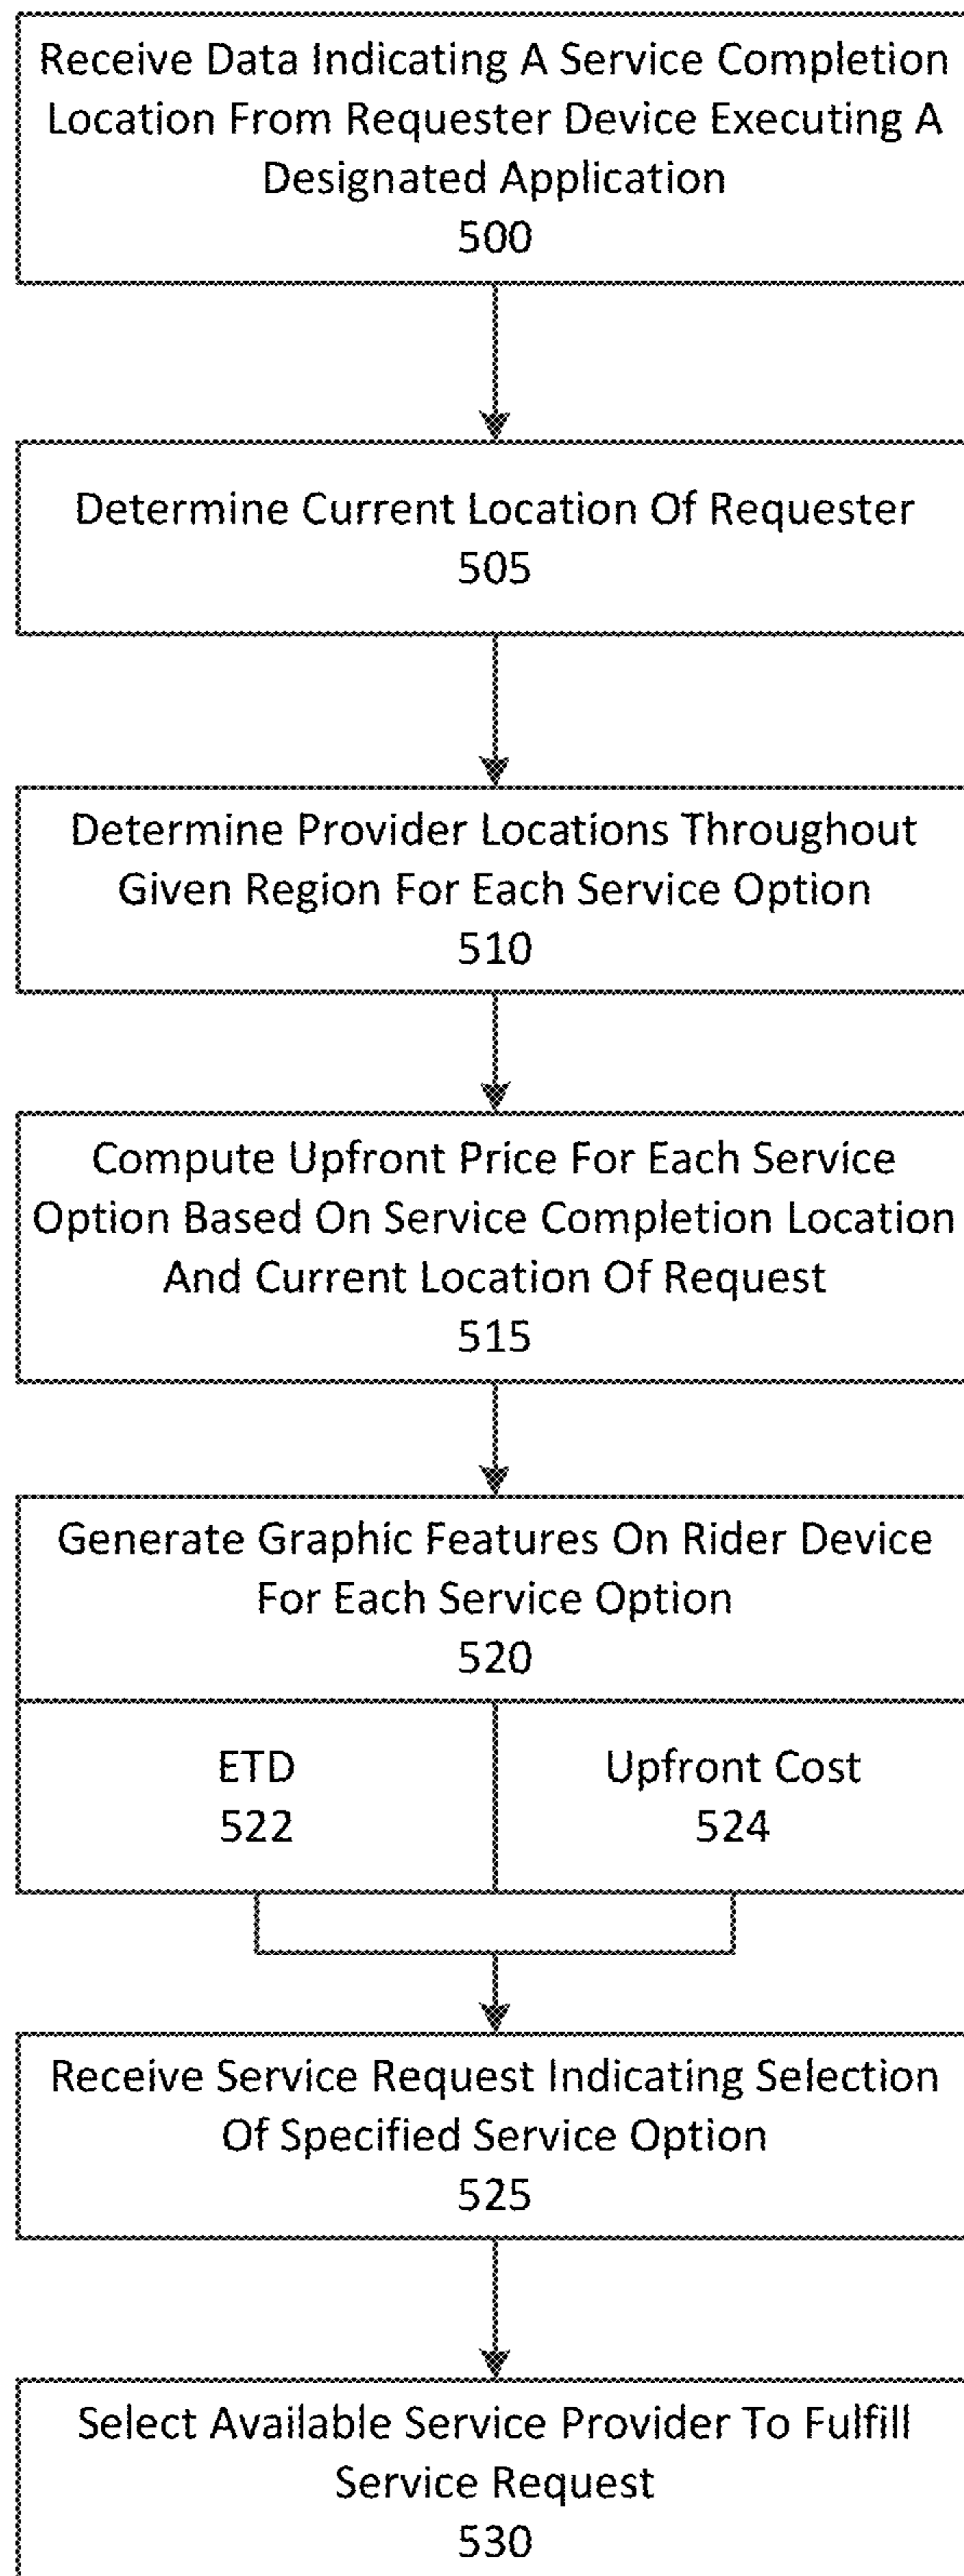 Receive Data Indicating A Service Completion
Location From Requester Device Executing A
Designated Application
500
Determine Current Location Of Requester
505
Determine Provider Locations Throughout
Given Region For Each Service Option
510
Compute Upfront Price For Each Service
Option Based On Service Completion Location
And Current Location Of Request
515
Generate Graphic Features On Rider Device
For Each Service Option
520
ETD
522
Upfront Cost
524
Receive Service Request Indicating Selection
Of Specified Service Option
525
Select Available Service Provider To Fulfill
Service Request
530